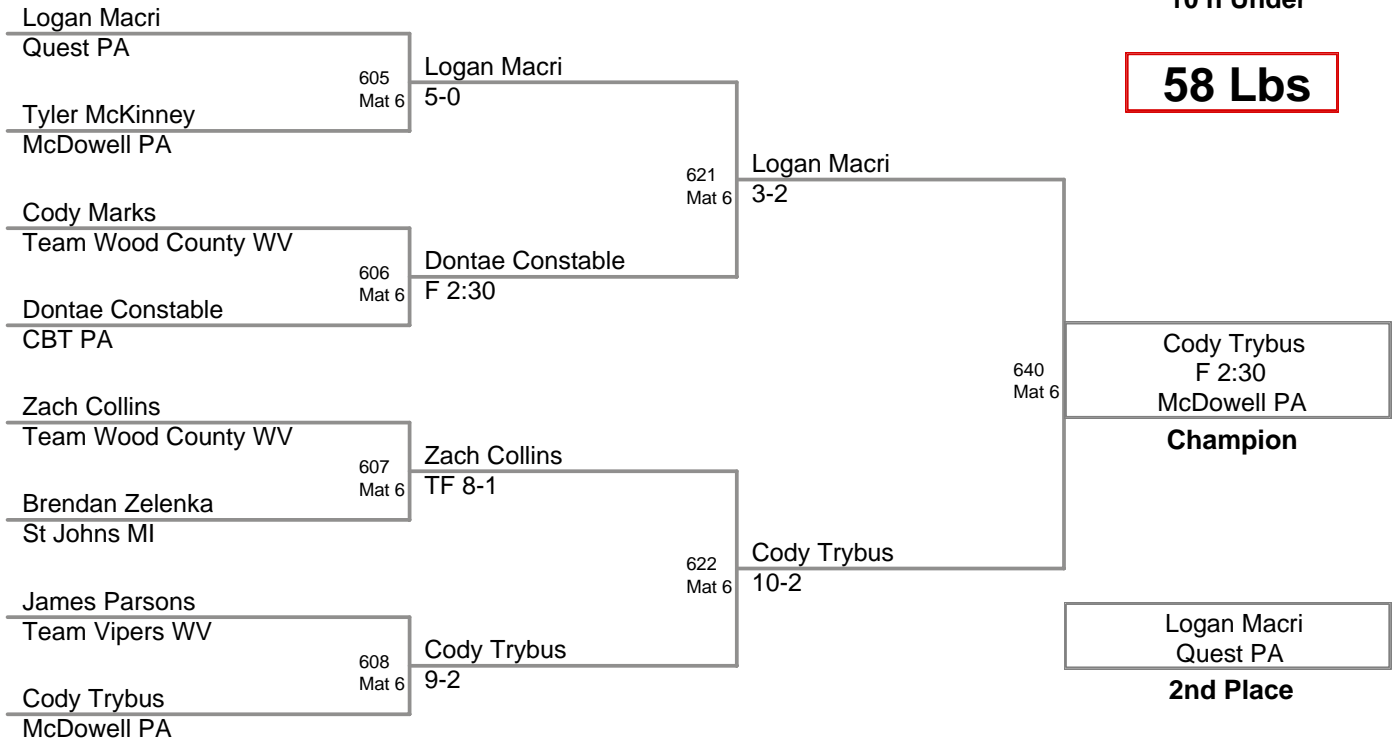 10 n Under
58 Lbs
Logan Macri
Quest PA
605
Mat 6
Tyler McKinney
McDowell PA
Logan Macri
5-0
Cody Marks
Team Wood County WV
606
Mat 6
Dontae Constable
CBT PA
Dontae Constable
F 2:30
621
Mat 6
Logan Macri
3-2
Zach Collins
Team Wood County WV
607
Mat 6
Brendan Zelenka
St Johns MI
Zach Collins
TF 8-1
James Parsons
Team Vipers WV
608
Mat 6
Cody Trybus
McDowell PA
Cody Trybus
9-2
622
Mat 6
Cody Trybus
10-2
640
Mat 6
Cody Trybus
F 2:30
McDowell PA
Champion
Logan Macri
Quest PA
2nd Place